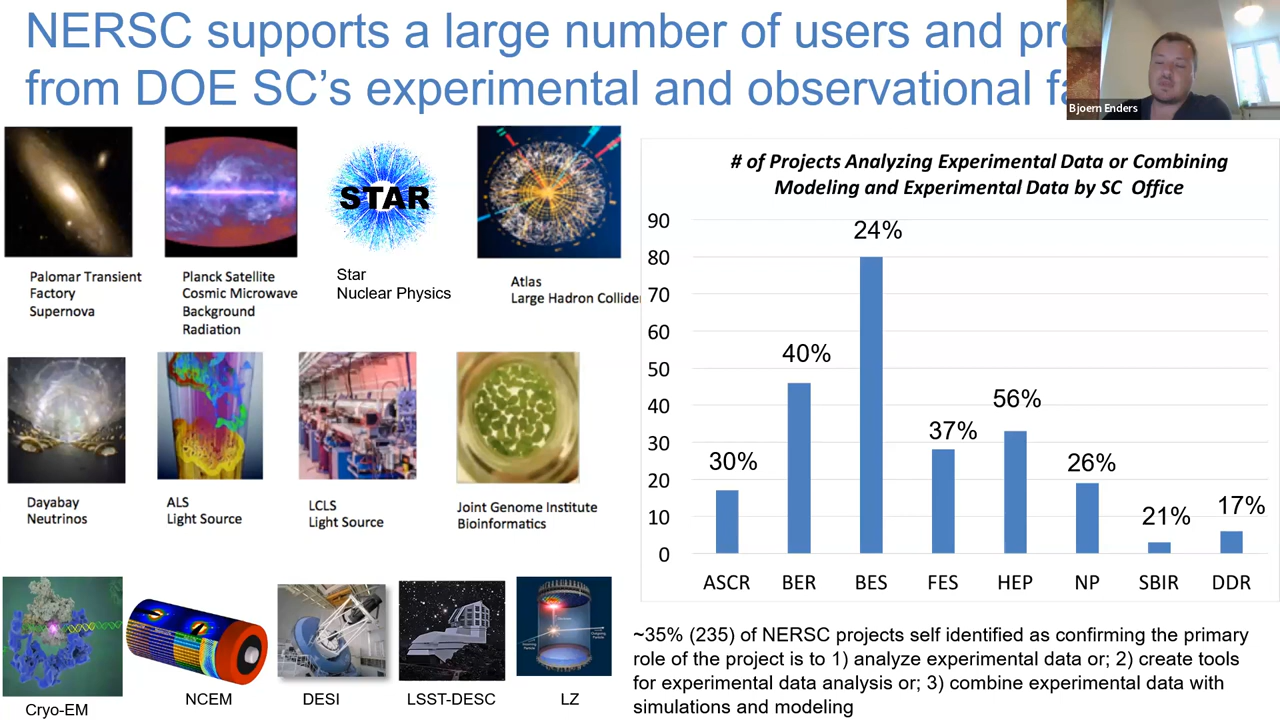 NERSC supports a large number of users and
from DOE SC's experimental and observational
Bjoern Enders
STAR
Palomar Transient
Factory
Supernova
Planck Satellite
Cosmic Microwave
Background
Radiation
Star
Nuclear Physics
Atlas
Large Hadron Collider
Dayabay
Neutrinos
ALS
Light Source
LCLS
Light Source
Joint Genome Institute
Bioinformatics
Cryo-EM
NCEM
DESI
LSST-DESC
LZ
# of Projects Analyzing Experimental Data or Combining
Modeling and Experimental Data by SC Office
90
80
70
60
50
40
30
20
10
0
30%
40%
24%
37%
56%
26%
21%
17%
ASCR BER BES FES HEP NP SBIR DDR
~35% (235) of NERSC projects self identified as confirming the primary
role of the project is to 1) analyze experimental data or; 2) create tools
for experimental data analysis or; 3) combine experimental data with
simulations and modeling